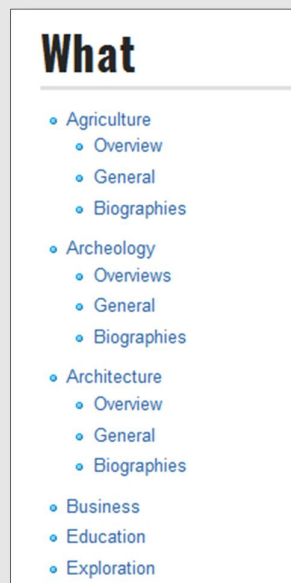 What
Agriculture
Overview
General
Biographies
Archeology
Overviews
General
Biographies
Architecture
Overview
General
Biographies
Business
Education
Exploration